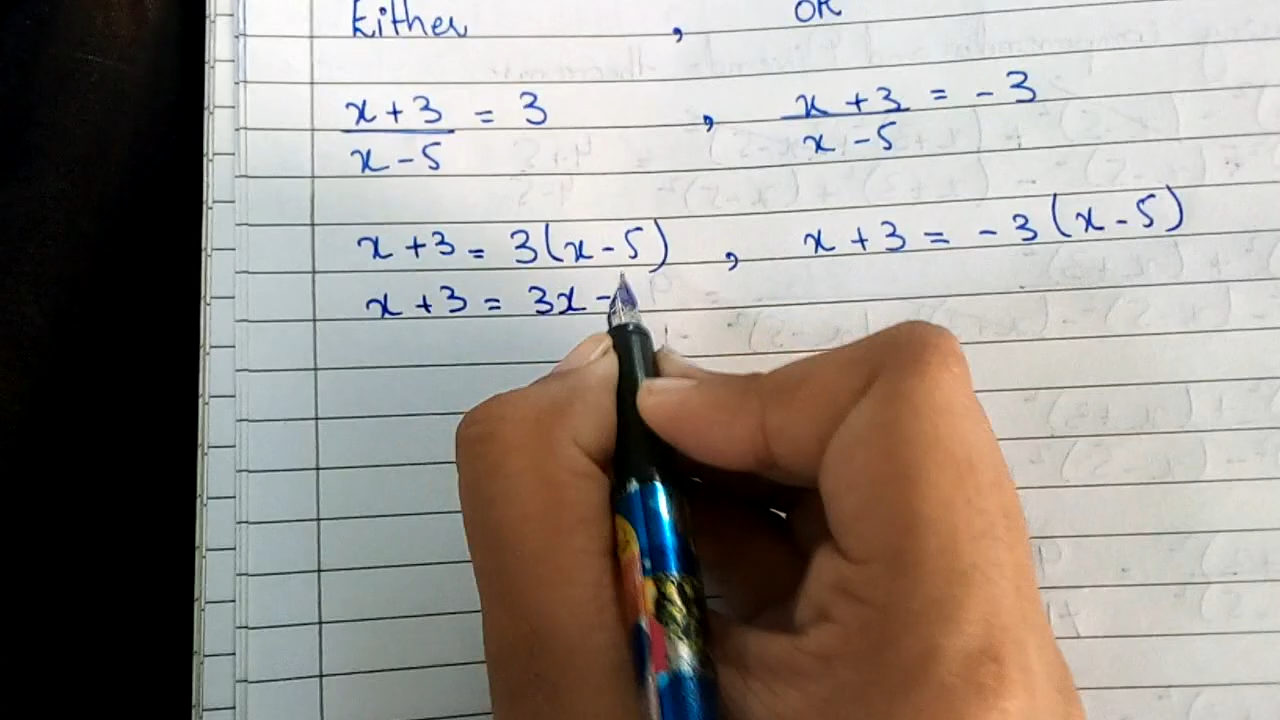 Either , OR
x + 3 / x - 5 = 3 , x + 3 / x - 5 = - 3
x + 3 = 3(x - 5) , x + 3 = - 3(x - 5)
x + 3 = 3x -